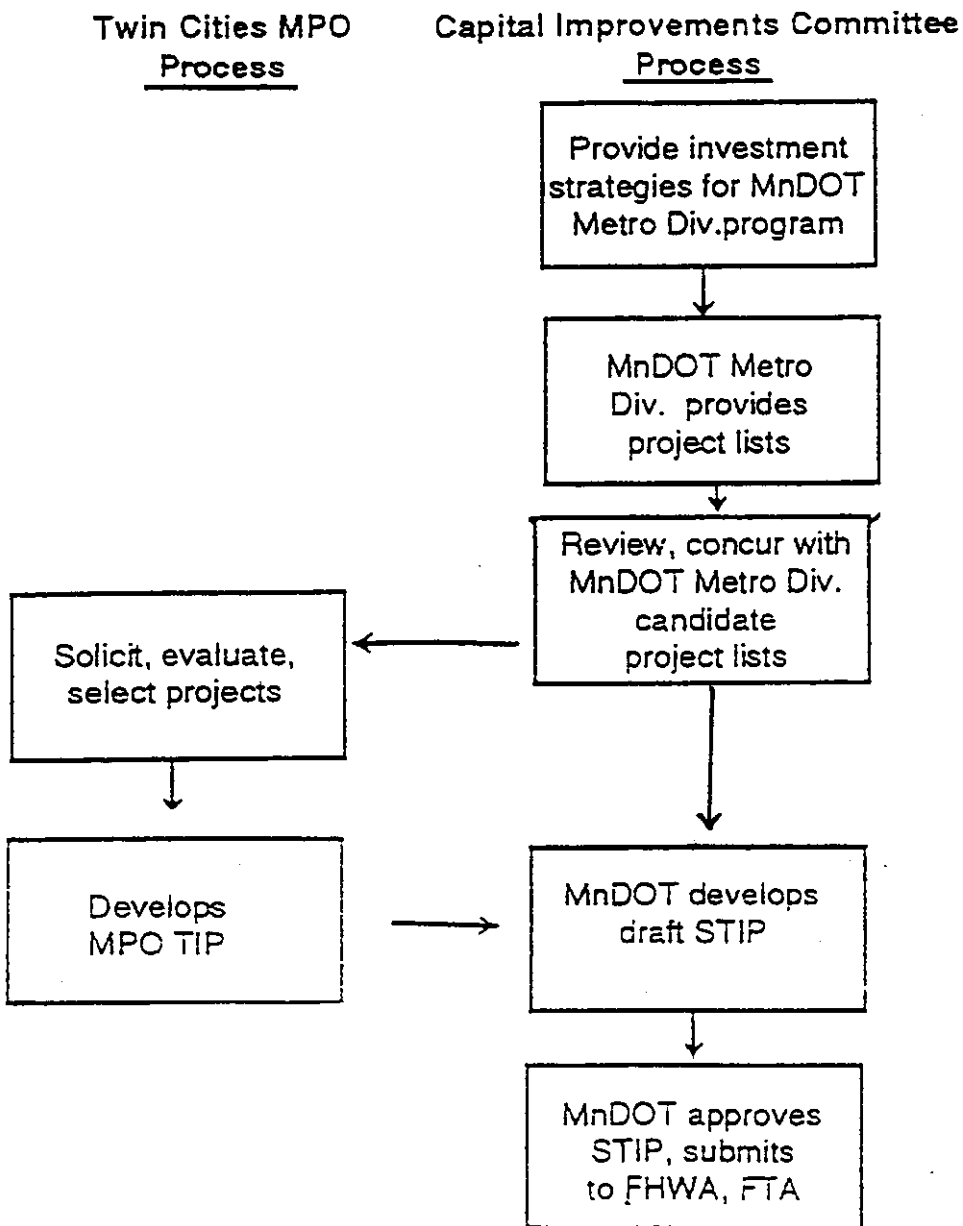 Twin Cities MPO
Process
Capital Improvements Committee
Process
Provide investment
strategies for MnDOT
Metro Div.program
MnDOT Metro
Div. provides
project lists
Review, concur with
MnDOT Metro Div.
candidate
project lists
Solicit, evaluate,
select projects
Develops
MPO TIP
MnDOT develops
draft STIP
MnDOT approves
STIP, submits
to FHWA, FTA